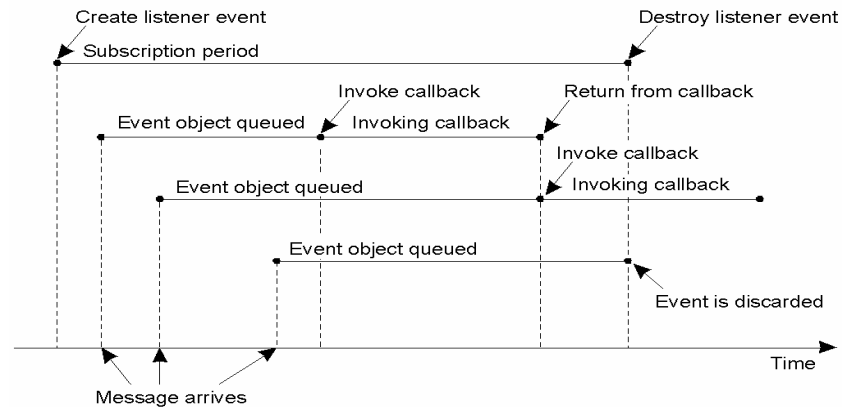 Create listener event
Destroy listener event
Subscription period
Invoke callback
Return from callback
Event object queued
Invoking callback
Invoke callback
Event object queued
Invoking callback
Event object queued
Event is discarded
Time
Message arrives